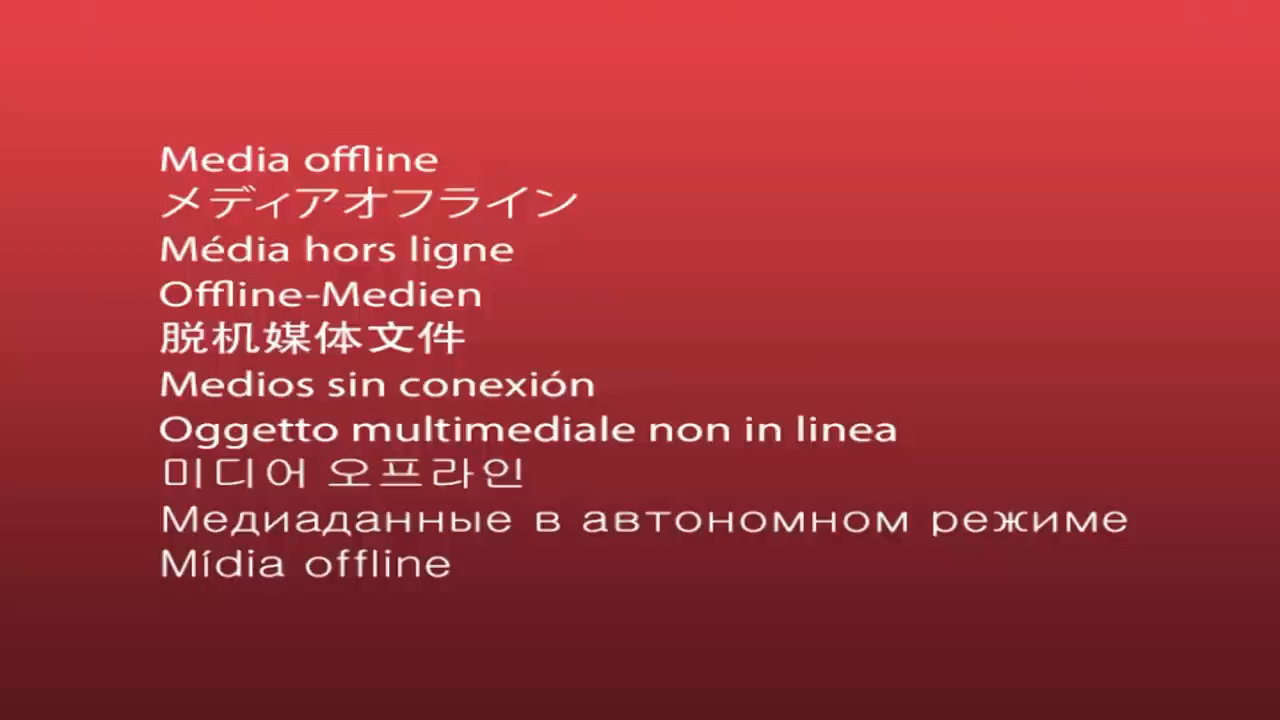 Media offline
メディアオフライン
Média hors ligne
Offline-Medien
脱机媒体文件
Medios sin conexión
Oggetto multimediale non in linea
미디어 오프라인
Медиаданные в автономном режиме
Mídia offline